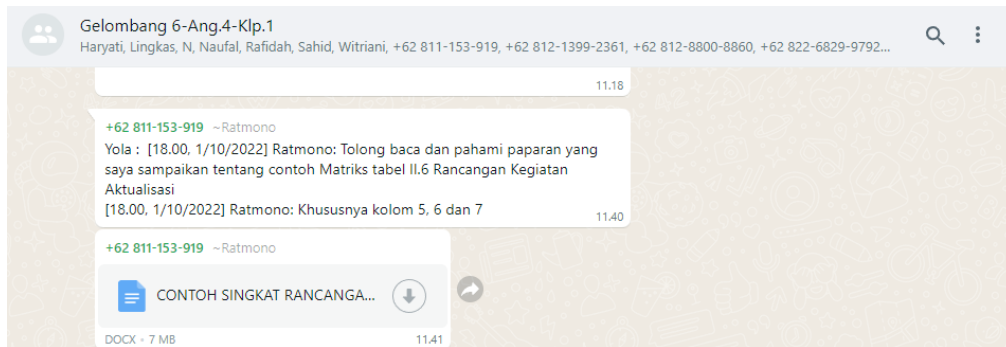 Gelombang 6-Ang.4-Klp.1
Haryati, Lingkas, N, Naufal, Rafidah, Sahid, Witriani, +62 811-153-919, +62 812-1399-2361, +62 812-8800-8860, +62 822-6829-9792...
11.18
+62 811-153-919 ~Ratmono
Yola : [18.00, 1/10/2022] Ratmono: Tolong baca dan pahami paparan yang
saya sampaikan tentang contoh Matriks tabel II.6 Rancangan Kegiatan
Aktualisasi
[18.00, 1/10/2022] Ratmono: Khususnya kolom 5, 6 dan 7
11.40
+62 811-153-919 ~Ratmono
CONTOH SINGKAT RANCANGA...
DOCX • 7 MB
11.41